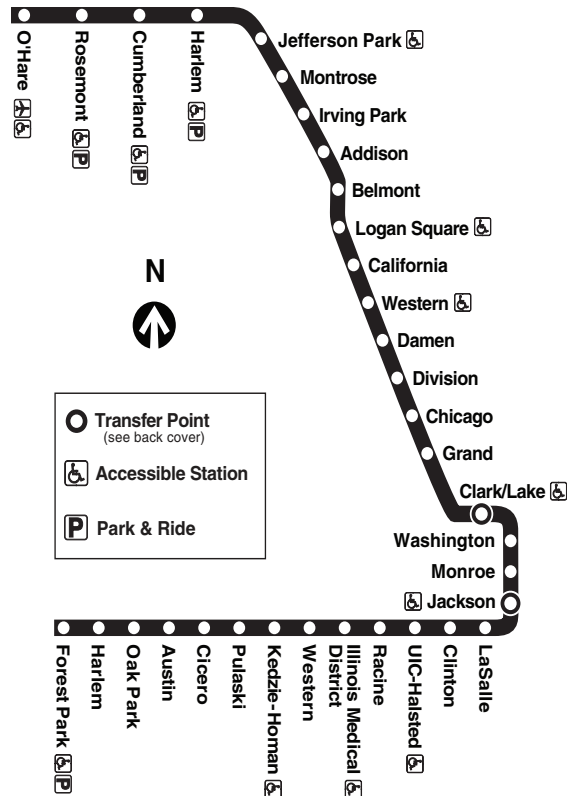 O'Hare
Rosemont
P
Cumberland
P
Harlem
P
Jefferson Park
Montrose
Irving Park
Addison
Belmont
Logan Square
California
Western
Damen
Division
Chicago
Grand
Clark/Lake
Washington
Monroe
Jackson
N
Transfer Point
(see back cover)
Accessible Station
P Park & Ride
Forest Park
P
Harlem
Oak Park
Austin
Cicero
Pulaski
Kedzie-Homan
Western
Illinois Medical
District
Racine
UIC-Halsted
Clinton
LaSalle